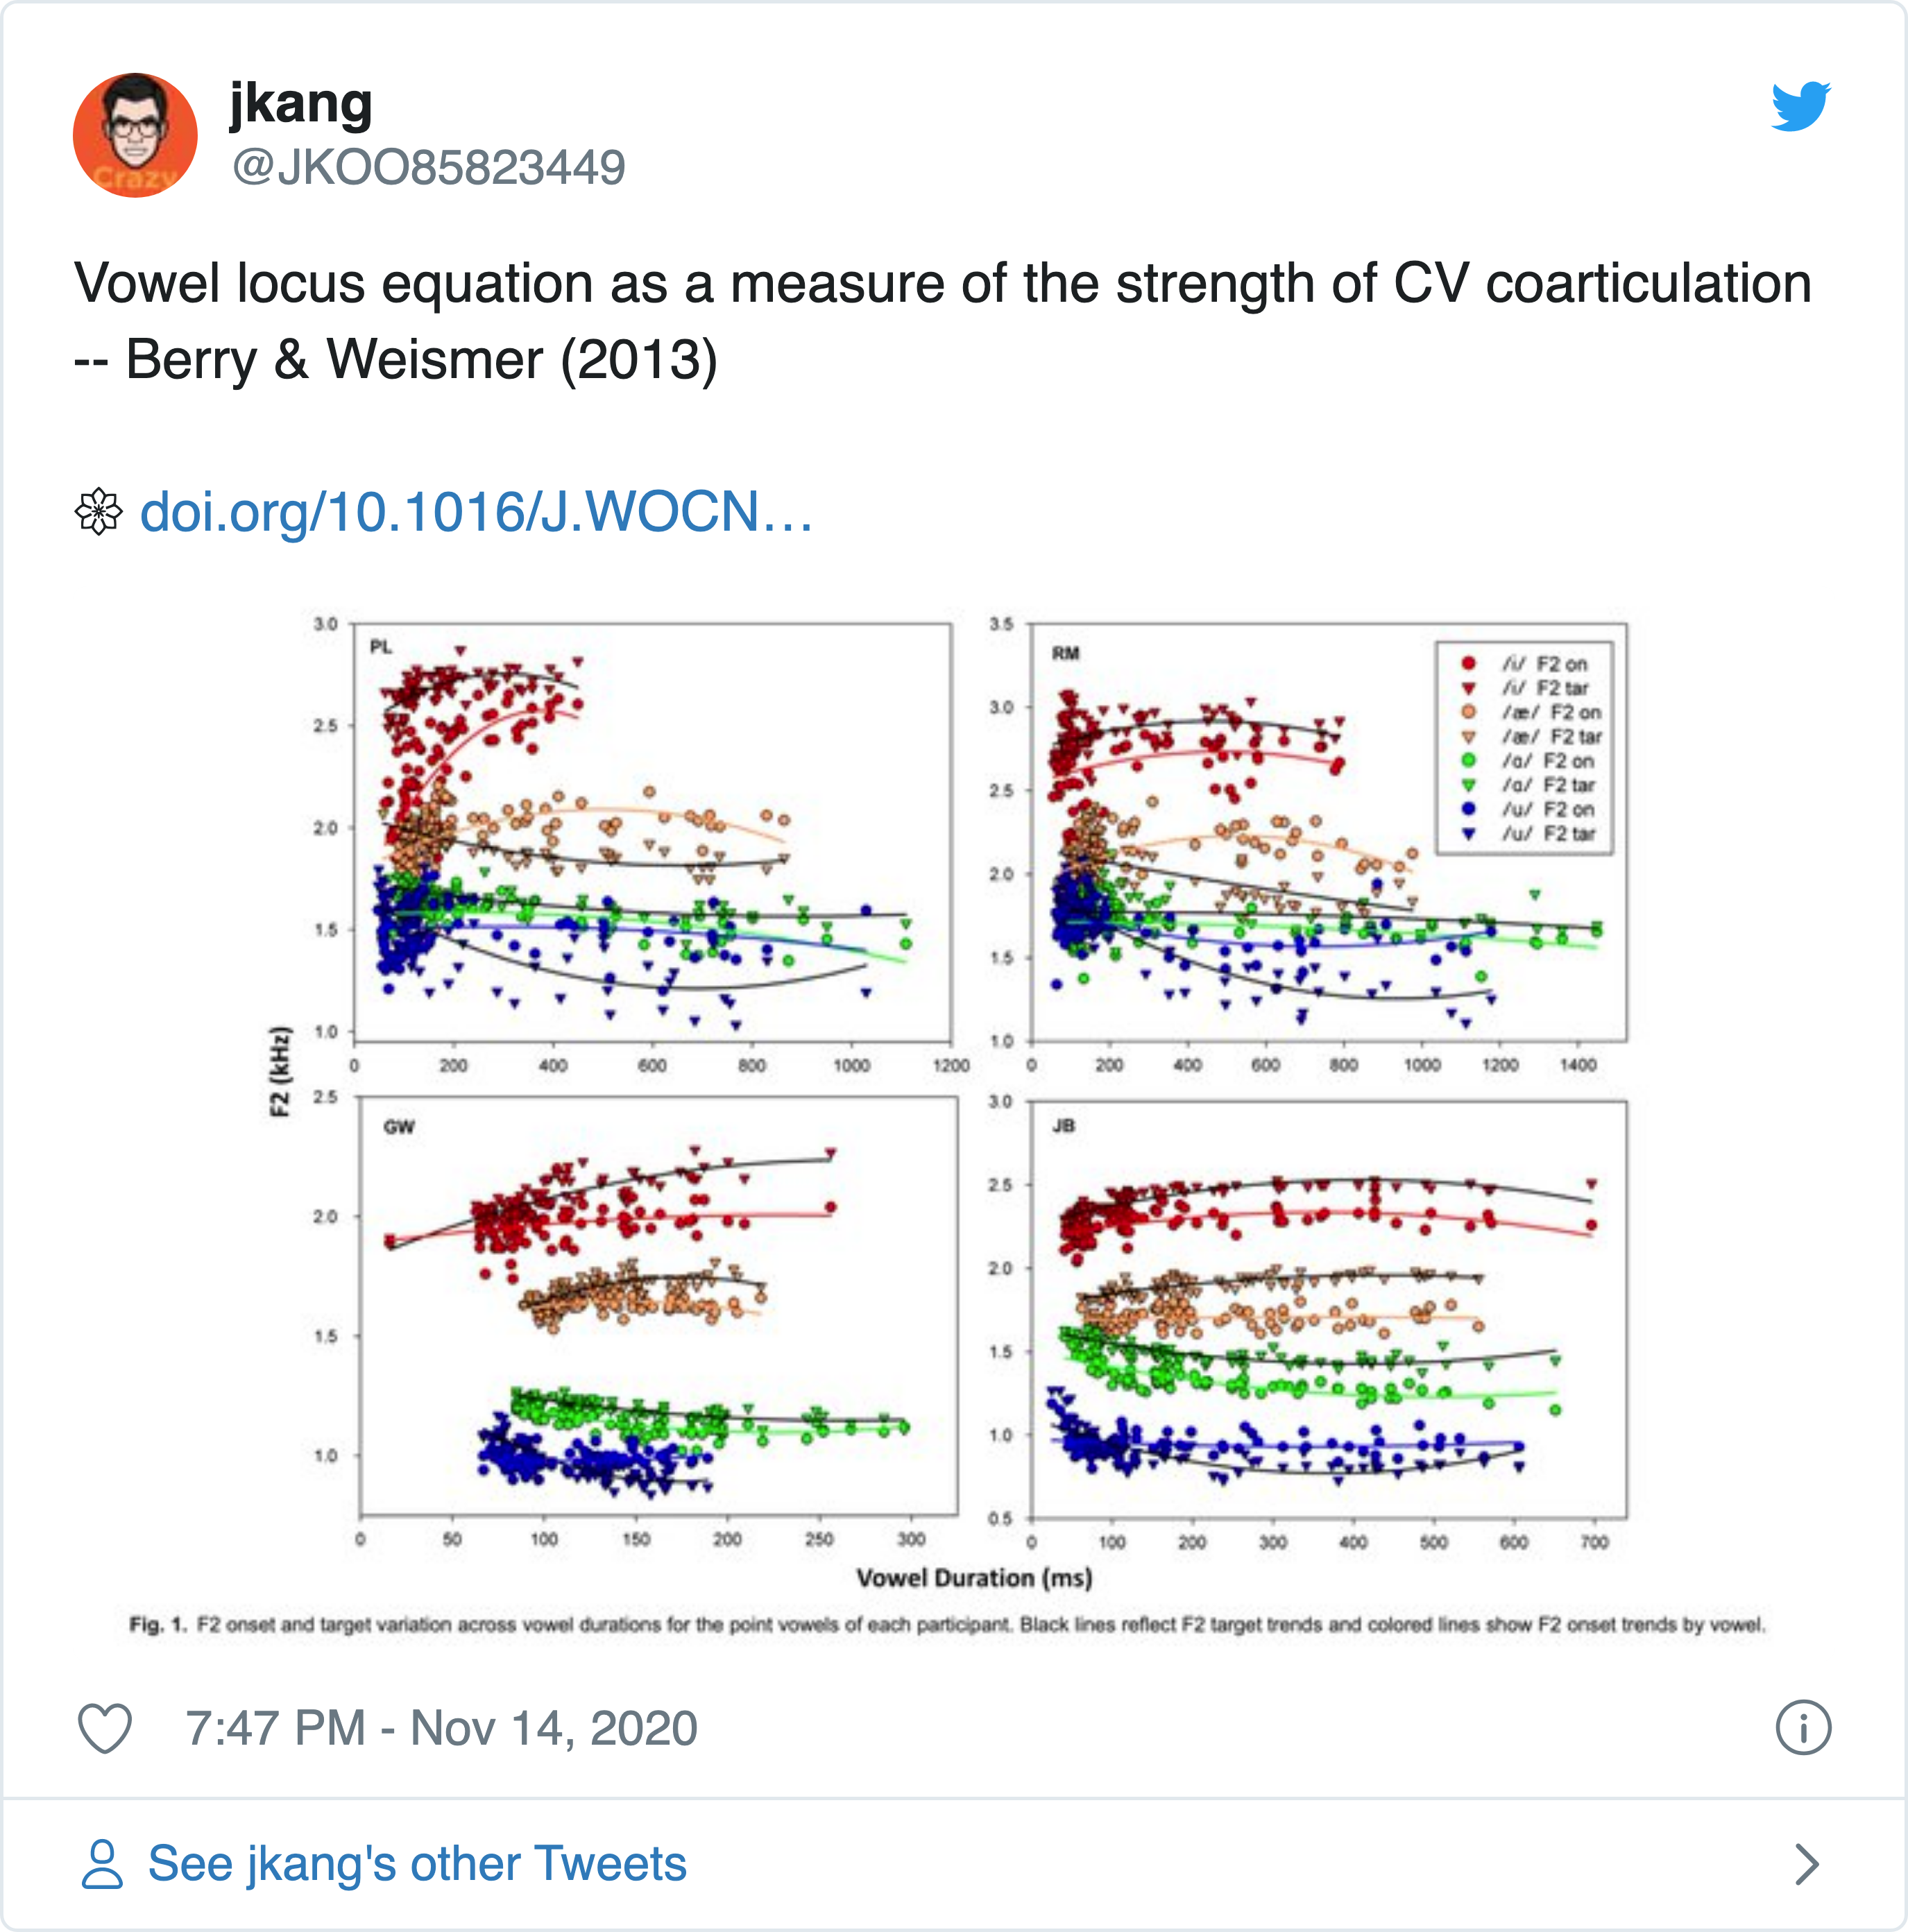 jkang
@JKOO85823449
Crazy
Vowel locus equation as a measure of the strength of CV coarticulation
-- Berry & Weismer (2013)
doi.org/10.1016/J.WOCN…
3.0
2.5
2.0
1.5
1.0
PL
0 200 400 600 800 1000 1200
3.5
3.0
2.5
2.0
1.5
1.0
RM
/i/ F2 on
/i/ F2 tar
/æ/ F2 on
/æ/ F2 tar
/ɑ/ F2 on
/ɑ/ F2 tar
/u/ F2 on
/u/ F2 tar
0 200 400 600 800 1000 1200 1400
F2 (kHz)
2.5
2.0
1.5
1.0
GW
0 50 100 150 200 250 300
3.0
2.5
2.0
1.5
1.0
0.5
JB
0 100 200 300 400 500 600 700
Vowel Duration (ms)
Fig. 1. F2 onset and target variation across vowel durations for the point vowels of each participant. Black lines reflect F2 target trends and colored lines show F2 onset trends by vowel.
7:47 PM - Nov 14, 2020
See jkang's other Tweets